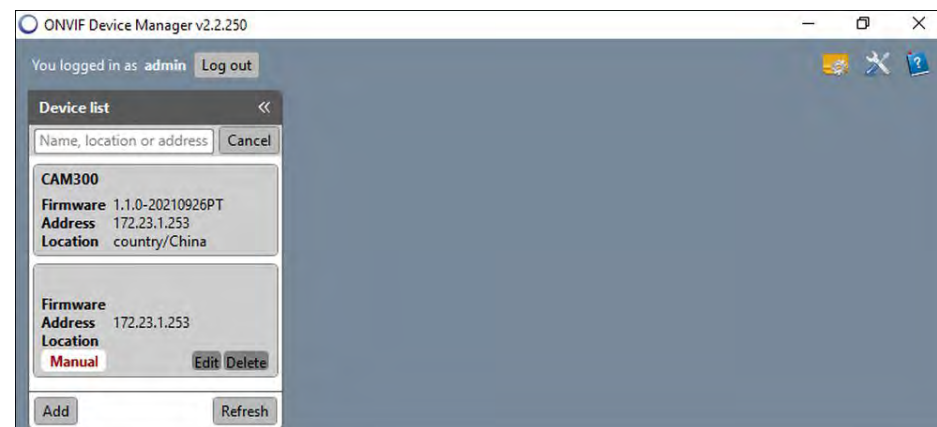 ONVIF Device Manager v2.2.250
You logged in as admin Log out
Device list
Name, location or address Cancel
CAM300
Firmware 1.1.0-20210926PT
Address 172.23.1.253
Location country/China
Firmware
Address 172.23.1.253
Location
Manual Edit Delete
Add Refresh